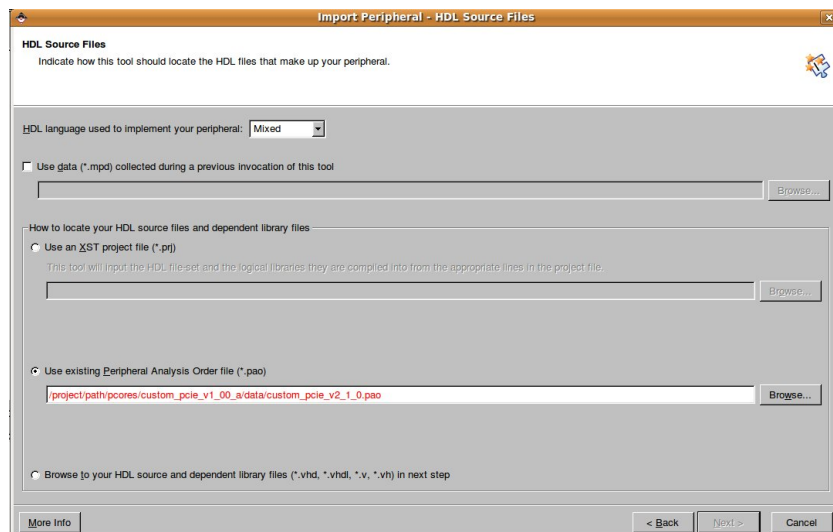 Import Peripheral - HDL Source Files
HDL Source Files
Indicate how this tool should locate the HDL files that make up your peripheral.
HDL language used to implement your peripheral: Mixed
Use data (*.mpd) collected during a previous invocation of this tool
Browse...
How to locate your HDL source files and dependent library files
Use an XST project file (*.prj)
This tool will input the HDL file-set and the logical libraries they are compiled into from the appropriate lines in the project file.
Browse...
Use existing Peripheral Analysis Order file (*.pao)
/project/path/pcores/custom_pcie_v1_00_a/data/custom_pcie_v2_1_0.pao Browse...
Browse to your HDL source and dependent library files (*.vhd, *.vhdl, *.v, *.vh) in next step
More Info < Back Next > Cancel